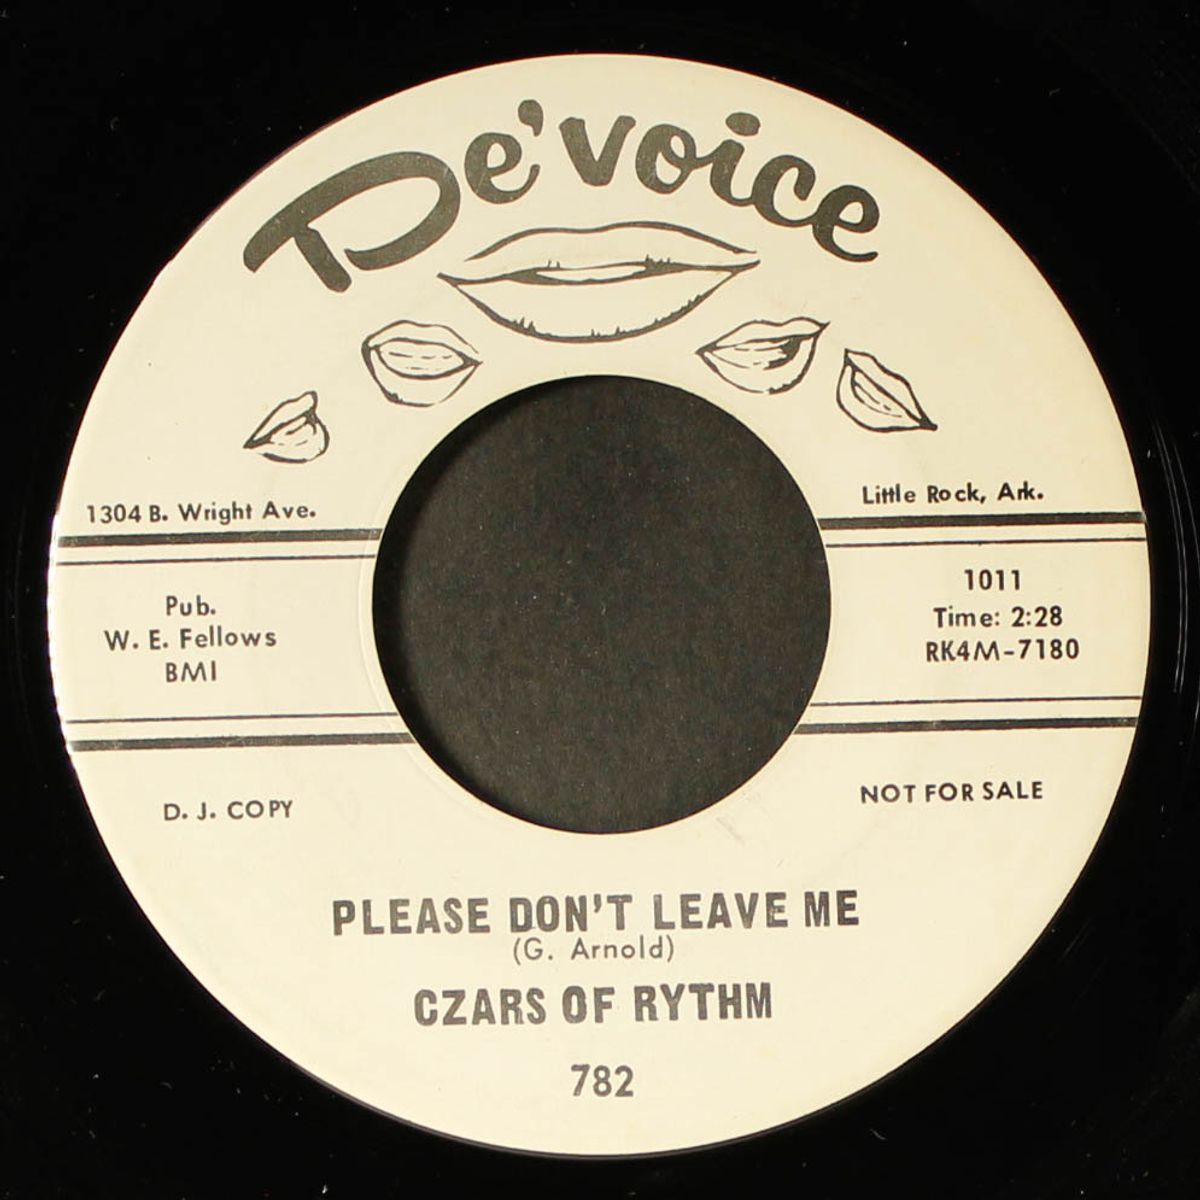 De'voice
1304 B. Wright Ave.
Little Rock, Ark.
Pub.
W. E. Fellows
BMI
1011
Time: 2:28
RK4M-7180
D. J. COPY
NOT FOR SALE
PLEASE DON'T LEAVE ME
(G. Arnold)
CZARS OF RYTHM
782